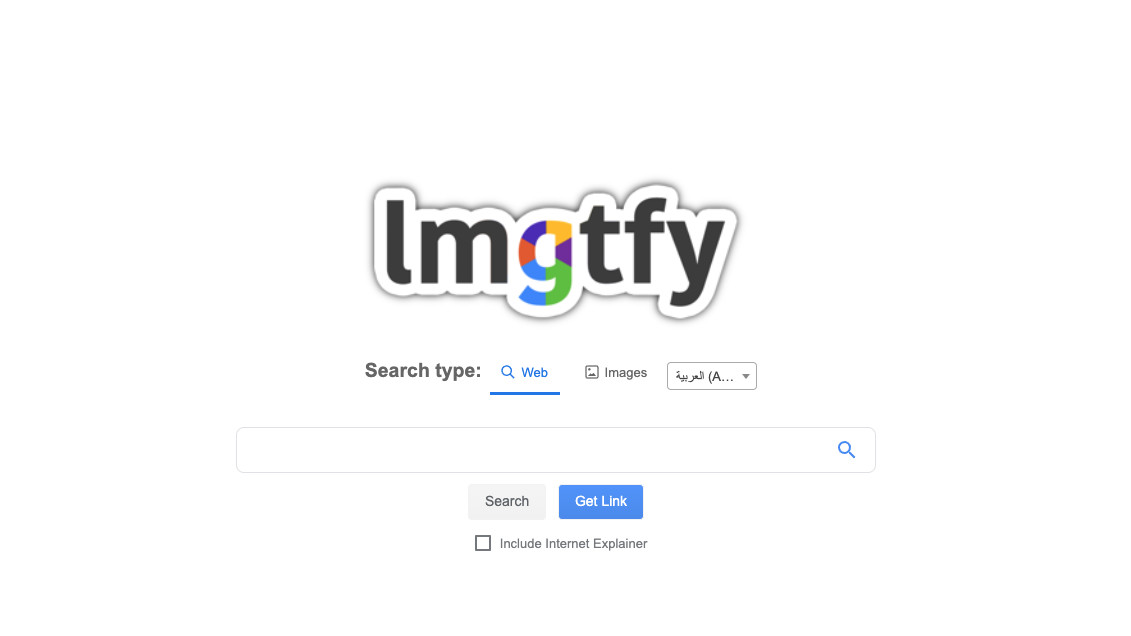 lmgtfy
Search type: Web Images العربية (A...
Search Get Link
Include Internet Explainer